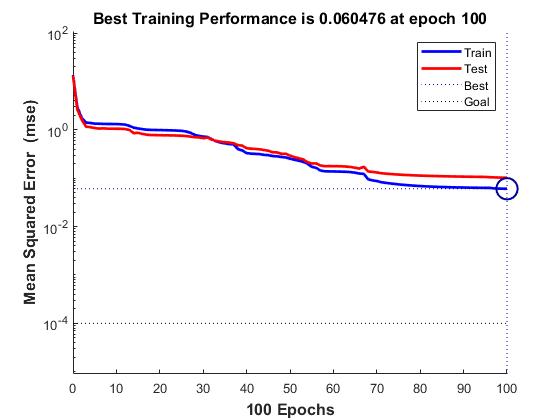 Best Training Performance is 0.060476 at epoch 100
10^2
10^0
10^-2
10^-4
Mean Squared Error (mse)
Train
Test
Best
Goal
0 10 20 30 40 50 60 70 80 90 100
100 Epochs